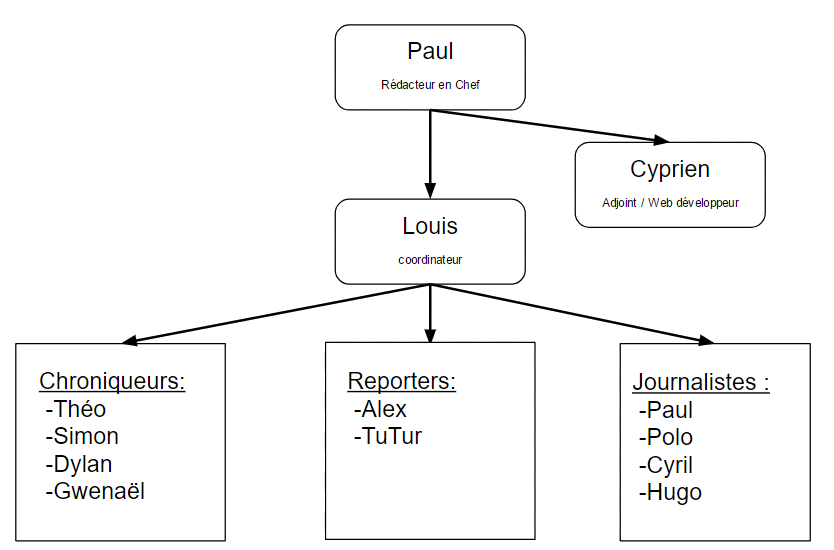 Paul
Rédacteur en Chef
Cyprien
Adjoint / Web développeur
Louis
coordinateur
Chroniqueurs:
-Théo
-Simon
-Dylan
-Gwenaël
Reporters:
-Alex
-TuTur
Journalistes :
-Paul
-Polo
-Cyril
-Hugo